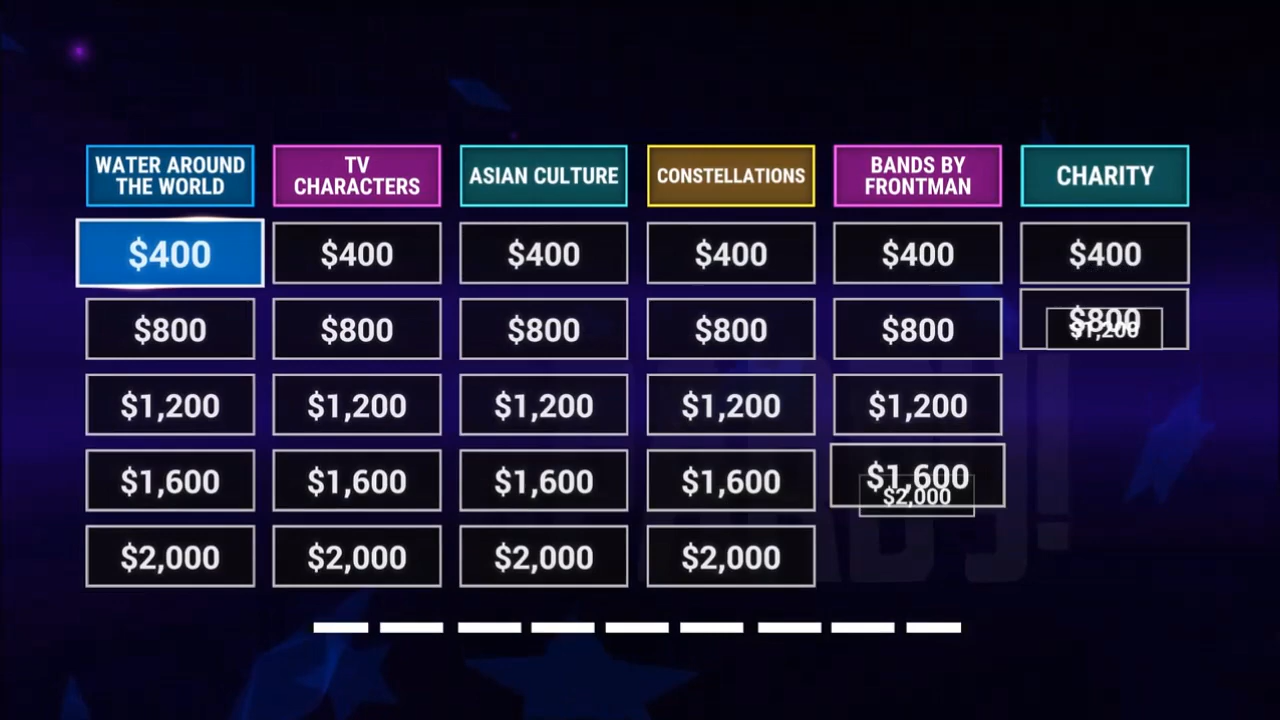 WATER AROUND
THE WORLD
TV
CHARACTERS
ASIAN CULTURE
CONSTELLATIONS
BANDS BY
FRONTMAN
CHARITY
$400 $400 $400 $400 $400 $400
$800 $800 $800 $800 $800 $800
$1,200
$1,200 $1,200 $1,200 $1,200 $1,200
$1,600 $1,600 $1,600 $1,600 $1,600
$2,000
$2,000 $2,000 $2,000 $2,000